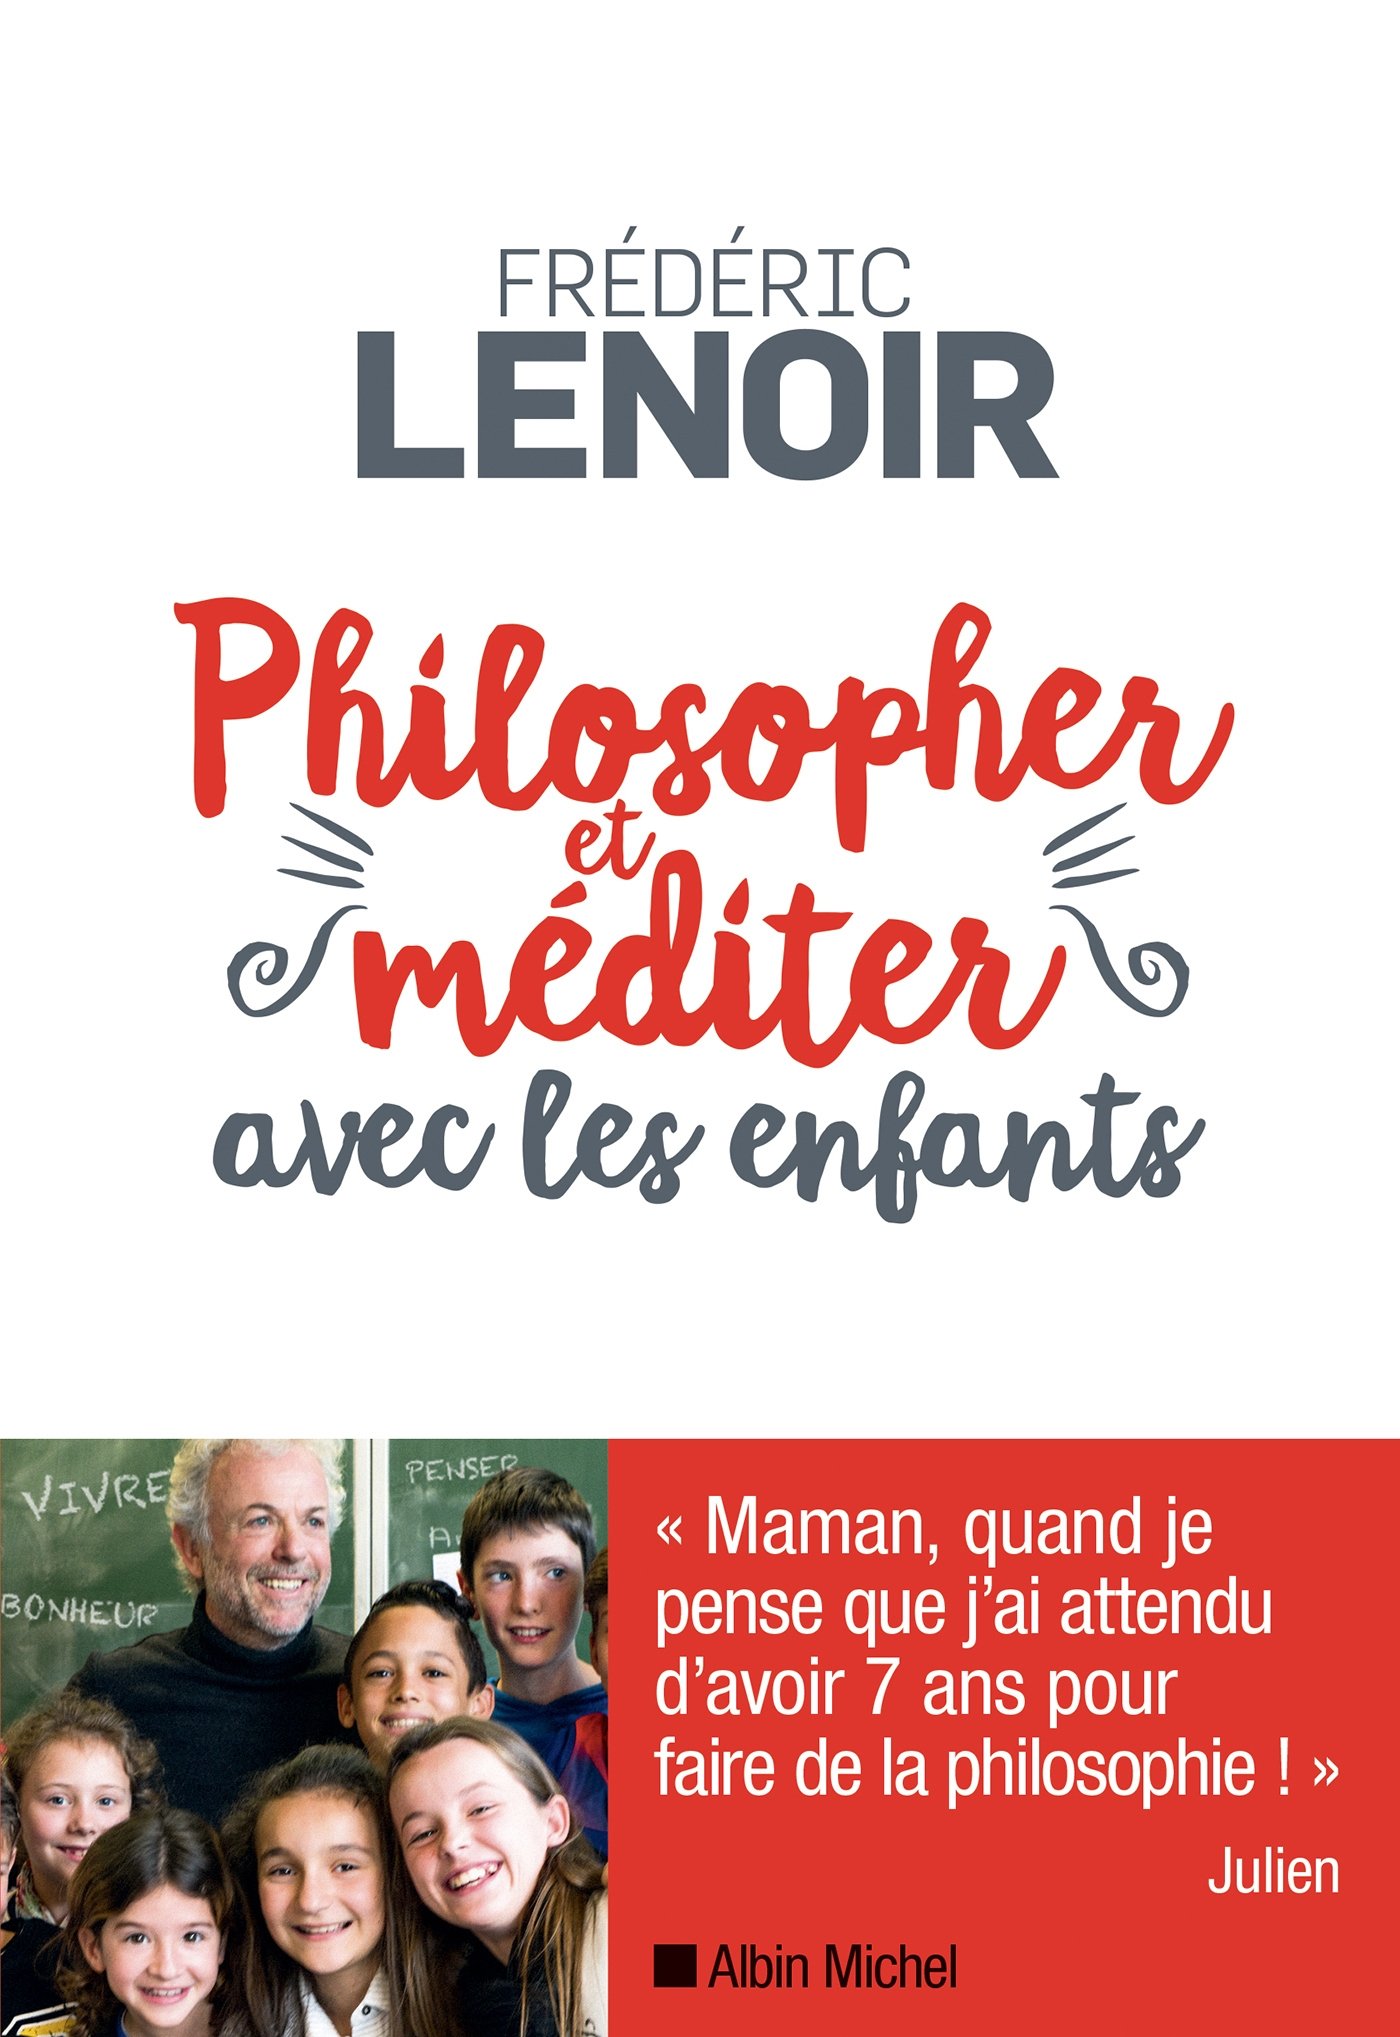 FRÉDÉRIC
LENOIR
Philosopher
et
méditer
avec les enfants
VIVRE
BONHEUR
PENSER
« Maman, quand je
pense que j’ai attendu
d’avoir 7 ans pour
faire de la philosophie ! »
Julien
Albin Michel